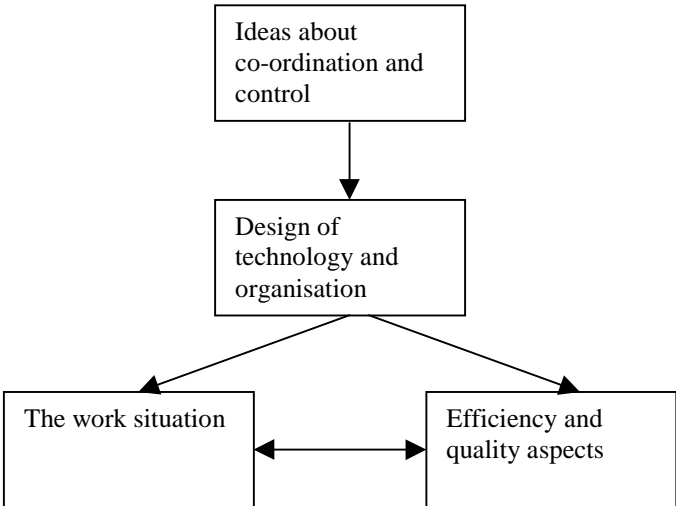 Ideas about
co-ordination and
control
Design of
technology and
organisation
The work situation
Efficiency and
quality aspects